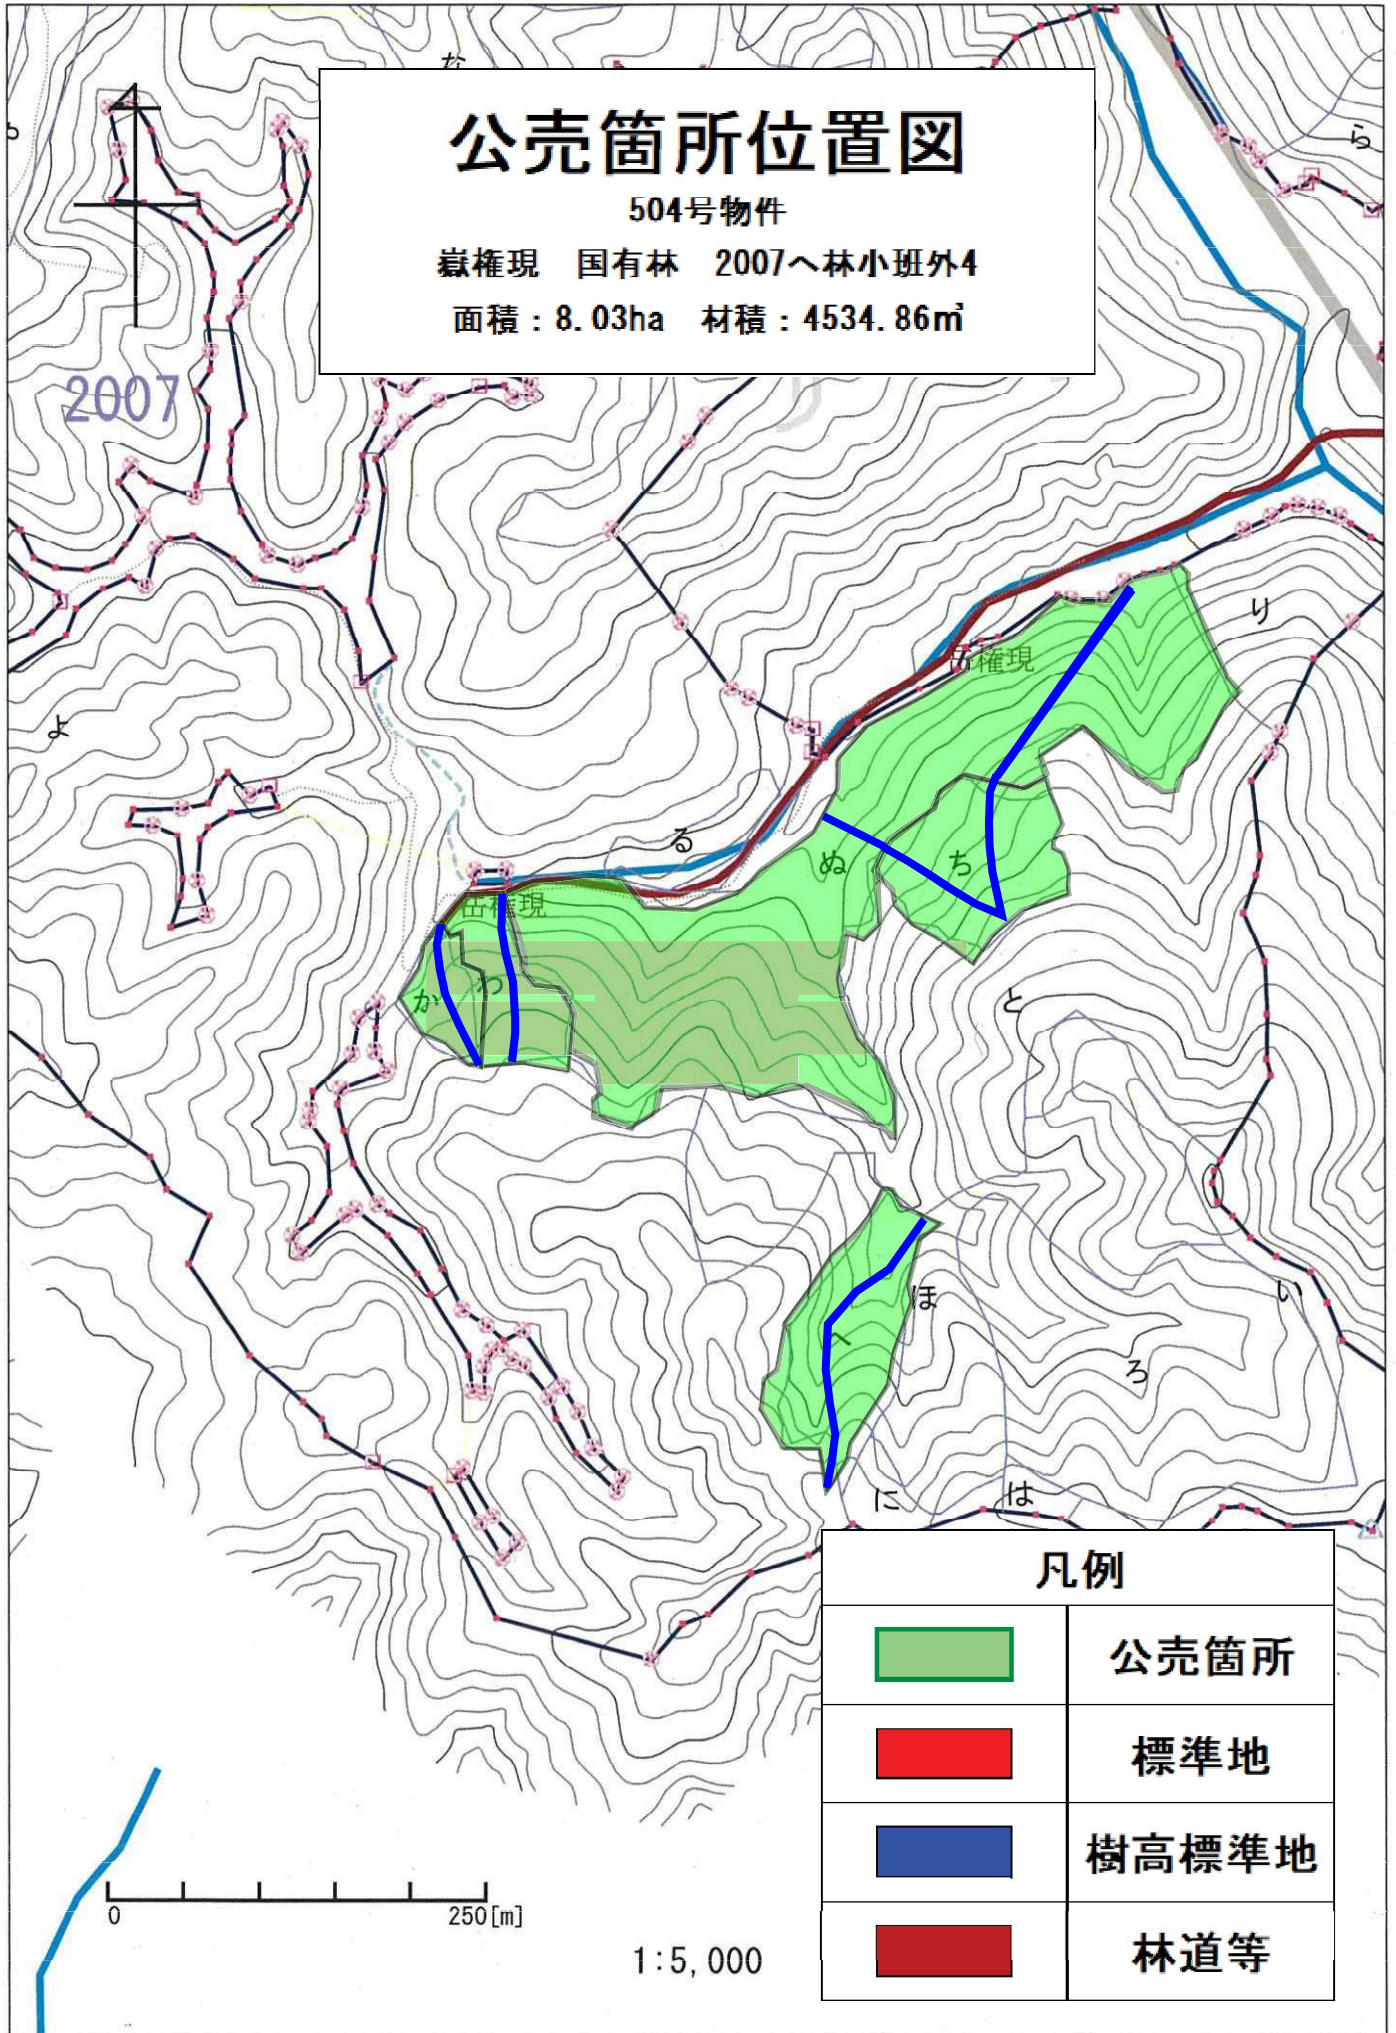 な
ら
公売箇所位置図
504号物件
嶽権現　国有林　2007へ林小班外4
面積：8.03ha　材積：4534.86㎥
2007
り
岳権現
よ
る
ぬ
ち
岳権現
か
わ
と
ほ
へ
い
ろ
に
は
凡例
公売箇所
標準地
樹高標準地
林道等
0
250[m]
1:5,000